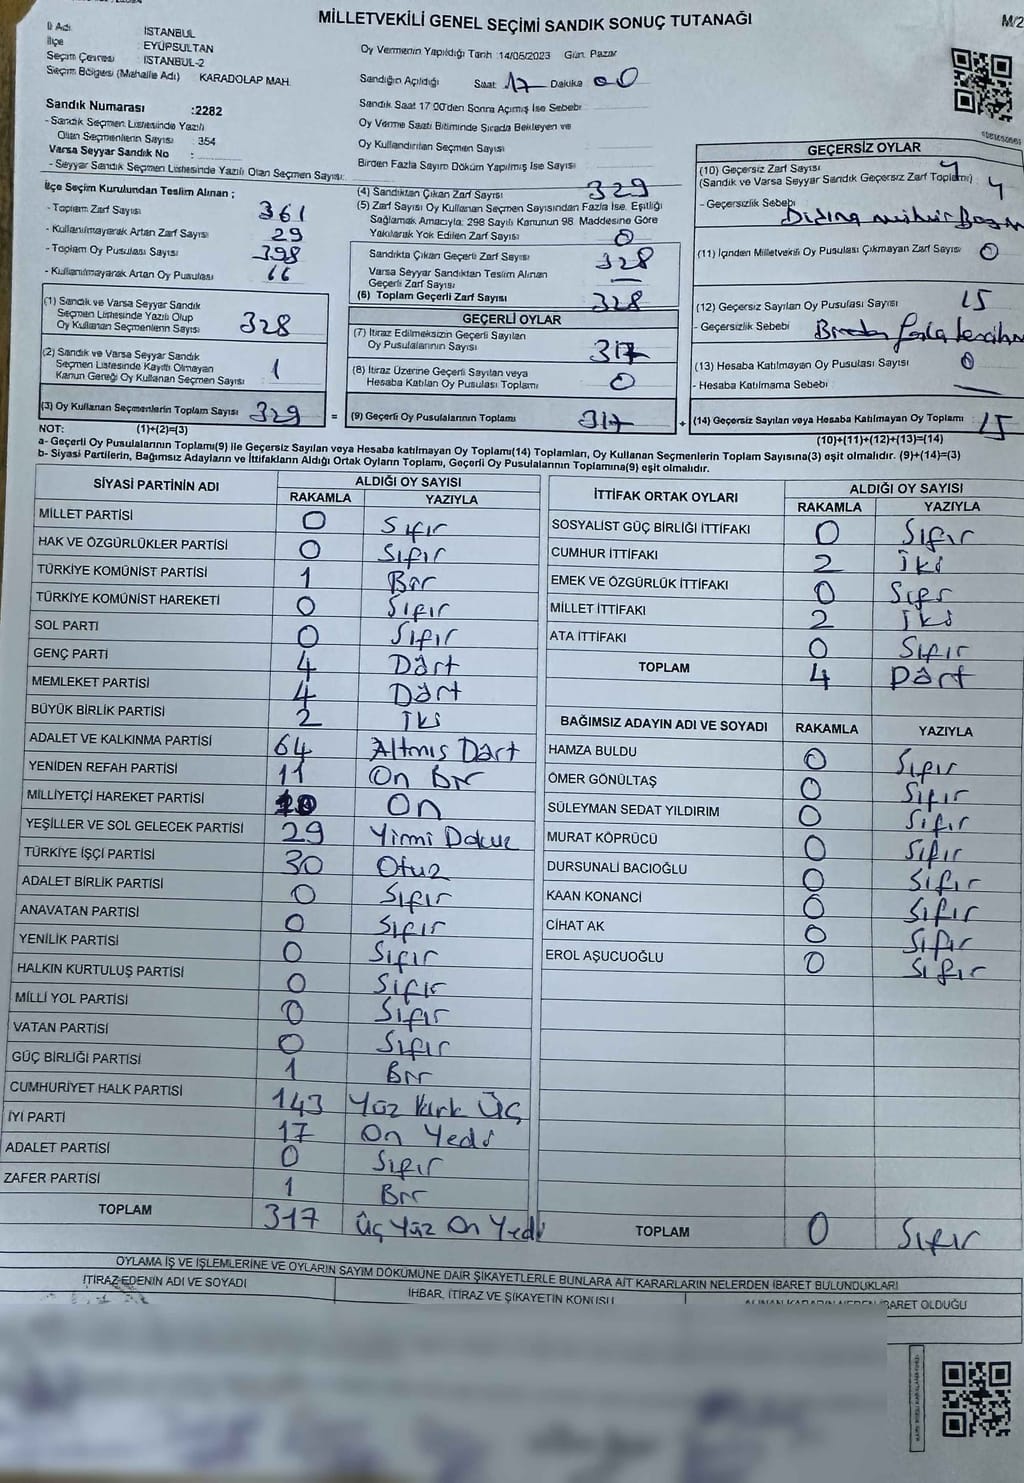 MİLLETVEKİLİ GENEL SEÇİMİ SANDIK SONUÇ TUTANAĞI
M/2
İl Adı : İSTANBUL
İlçe : EYÜPSULTAN
Seçim Çevresi : İSTANBUL-2
Seçim Bölgesi (Mahalle Adı) KARADOLAP MAH.
Sandık Numarası :2282
- Sandık Seçmen Listesinde Yazılı
Olan Seçmenlerin Sayısı : 354
Varsa Seyyar Sandık No :
- Seyyar Sandık Seçmen Listesinde Yazılı Olan Seçmen Sayısı:
Oy Vermenin Yapıldığı Tarih 14/05/2023 Gün. Pazar
Sandığın Açıldığı Saat 17 Dakika 00
Sandık Saat 17 00'den Sonra Açımış İse Sebebi
Oy Verme Saati Bitiminde Sırada Bekleyen ve
Oy Kullandırılan Seçmen Sayısı
Birden Fazla Sayım Döküm Yapılmış İse Sayısı
İlçe Seçim Kurulundan Teslim Alınan ;
- Toplam Zarf Sayısı 361
- Kullanılmayarak Artan Zarf Sayısı 29
- Toplam Oy Pusulası Sayısı 398
- Kullanılmayarak Artan Oy Pusulası 66
(1) Sandık ve Varsa Seyyar Sandık
Seçmen Listesinde Yazılı Olup
Oy Kullanan Seçmenlerin Sayısı 328
(2) Sandık ve Varsa Seyyar Sandık
Seçmen Listesinde Kayıtlı Olmayan
Kanun Gereği Oy Kullanan Seçmen Sayısı 1
(3) Oy Kullanan Seçmenlerin Toplam Sayısı 329
(4) Sandıktan Çıkan Zarf Sayısı 329
(5) Zarf Sayısı Oy Kullanan Seçmen Sayısından Fazla İse, Eşitliği
Sağlamak Amacıyla. 298 Sayılı Kanunun 98. Maddesine Göre
Yakılarak Yok Edilen Zarf Sayısı 0
Sandıkta Çıkan Geçerli Zarf Sayısı 328
Varsa Seyyar Sandıktan Teslim Alınan
Geçerli Zarf Sayısı —
(6) Toplam Geçerli Zarf Sayısı 328
GEÇERLİ OYLAR
(7) İtiraz Edilmeksizin Geçerli Sayılan
Oy Pusulalarının Sayısı 317
(8) İtiraz Üzerine Geçerli Sayılan veya
Hesaba Katılan Oy Pusulası Toplamı 0
= (9) Geçerli Oy Pusulalarının Toplamı 317
GEÇERSİZ OYLAR
(10) Geçersiz Zarf Sayısı
(Sandık ve Varsa Seyyar Sandık Geçersiz Zarf Toplamı)
- Geçersizlik Sebebi
(11) İçinden Milletvekili Oy Pusulası Çıkmayan Zarf Sayısı 0
(12) Geçersiz Sayılan Oy Pusulası Sayısı 15
- Geçersizlik Sebebi
(13) Hesaba Katılmayan Oy Pusulası Sayısı 0
- Hesaba Katılmama Sebebi —
+ (14) Geçersiz Sayılan veya Hesaba Katılmayan Oy Toplamı : 15
NOT: (1)+(2)=(3)
(10)+(11)+(12)+(13)=(14)
a- Geçerli Oy Pusulalarının Toplamı(9) ile Geçersiz Sayılan veya Hesaba katılmayan Oy Toplamı(14) Toplamları, Oy Kullanan Seçmenlerin Toplam Sayısına(3) eşit olmalıdır. (9)+(14)=(3)
b- Siyasi Partilerin, Bağımsız Adayların ve İttifakların Aldığı Ortak Oyların Toplamı, Geçerli Oy Pusulalarının Toplamına(9) eşit olmalıdır.
SİYASİ PARTİNİN ADI ALDIĞI OY SAYISI
RAKAMLA YAZIYLA
MİLLET PARTİSİ 0 Sıfır
HAK VE ÖZGÜRLÜKLER PARTİSİ 0 Sıfır
TÜRKİYE KOMÜNİST PARTİSİ 1 Bir
TÜRKİYE KOMÜNİST HAREKETİ 0 Sıfır
SOL PARTİ 0 Sıfır
GENÇ PARTİ 4 Dört
MEMLEKET PARTİSİ 4 Dört
BÜYÜK BİRLİK PARTİSİ 2 İki
ADALET VE KALKINMA PARTİSİ 64 Altmış Dört
YENİDEN REFAH PARTİSİ 11 On Bir
MİLLİYETÇİ HAREKET PARTİSİ 10 On
YEŞİLLER VE SOL GELECEK PARTİSİ 29 Yirmi Dokuz
TÜRKİYE İŞÇİ PARTİSİ 30 Otuz
ADALET BİRLİK PARTİSİ 0 Sıfır
ANAVATAN PARTİSİ 0 Sıfır
YENİLİK PARTİSİ 0 Sıfır
HALKIN KURTULUŞ PARTİSİ 0 Sıfır
MİLLİ YOL PARTİSİ 0 Sıfır
VATAN PARTİSİ 0 Sıfır
GÜÇ BİRLİĞİ PARTİSİ 1 Bir
CUMHURİYET HALK PARTİSİ 143 Yüz Kırk Üç
İYİ PARTİ 17 On Yedi
ADALET PARTİSİ 0 Sıfır
ZAFER PARTİSİ 1 Bir
TOPLAM 317 Üç Yüz On Yedi
İTTİFAK ORTAK OYLARI ALDIĞI OY SAYISI
RAKAMLA YAZIYLA
SOSYALİST GÜÇ BİRLİĞİ İTTİFAKI 0 Sıfır
CUMHUR İTTİFAKI 2 İki
EMEK VE ÖZGÜRLÜK İTTİFAKI 0 Sıfır
MİLLET İTTİFAKI 2 İki
ATA İTTİFAKI 0 Sıfır
TOPLAM 4 Dört
BAĞIMSIZ ADAYIN ADI VE SOYADI RAKAMLA YAZIYLA
HAMZA BULDU 0 Sıfır
ÖMER GÖNÜLTAŞ 0 Sıfır
SÜLEYMAN SEDAT YILDIRIM 0 Sıfır
MURAT KÖPRÜCÜ 0 Sıfır
DURSUNALİ BACIOĞLU 0 Sıfır
KAAN KONANCİ 0 Sıfır
CİHAT AK 0 Sıfır
EROL AŞUCUOĞLU 0 Sıfır
TOPLAM 0 Sıfır
OYLAMA İŞ VE İŞLEMLERİNE VE OYLARIN SAYIM DÖKÜMÜNE DAİR ŞİKAYETLERLE BUNLARA AİT KARARLARIN NELERDEN İBARET BULUNDUKLARI
İTİRAZ EDENİN ADI VE SOYADI
İHBAR, İTİRAZ VE ŞİKAYETİN KONUSU
İBARET OLDUĞU